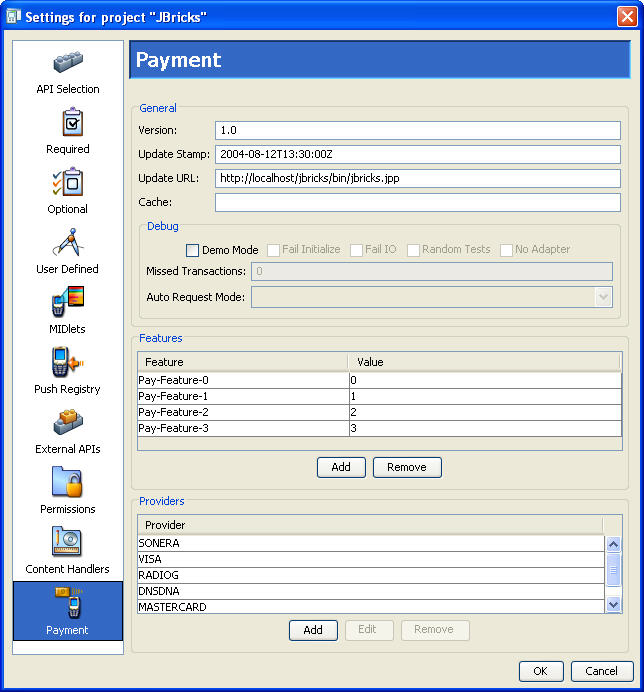 Settings for project "JBricks"
API Selection
Required
Optional
User Defined
MIDlets
Push Registry
External APIs
Permissions
Content Handlers
Payment
Payment
General
Version: 1.0
Update Stamp: 2004-08-12T13:30:00Z
Update URL: http://localhost/jbricks/bin/jbricks.jpp
Cache:
Debug
Demo Mode Fail Initialize Fail IO Random Tests No Adapter
Missed Transactions: 0
Auto Request Mode:
Features
Feature Value
Pay-Feature-0 0
Pay-Feature-1 1
Pay-Feature-2 2
Pay-Feature-3 3
Add Remove
Providers
Provider
SONERA
VISA
RADIOG
DNSDNA
MASTERCARD
Add Edit Remove
OK Cancel